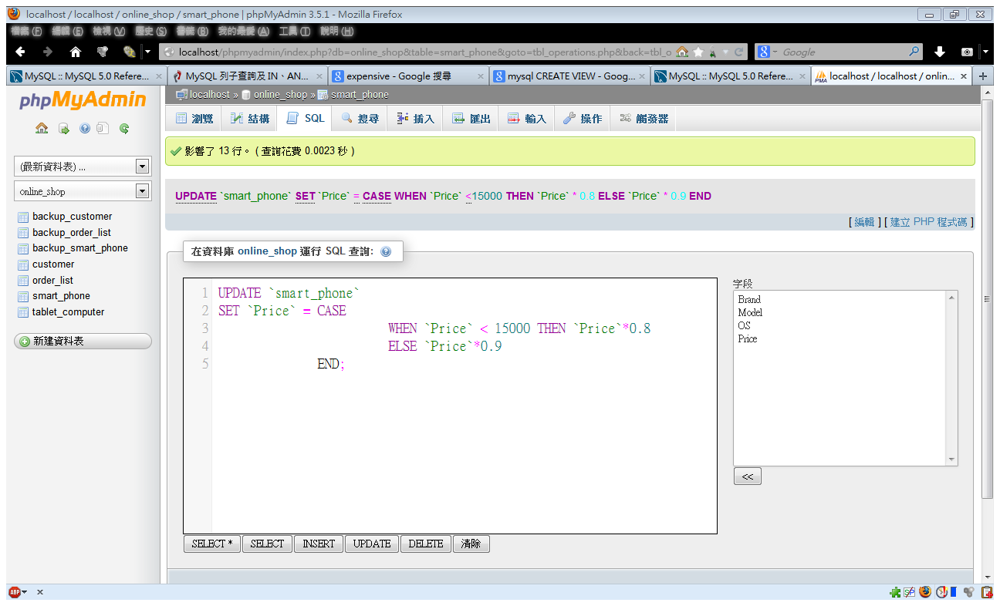 localhost / localhost / online_shop / smart_phone | phpMyAdmin 3.5.1 - Mozilla Firefox
檔案 (F) 編輯 (E) 檢視 (V) 歷史 (S) 書籤 (B) 我的最愛 (A) 工具 (T) 說明 (H)
localhost/phpmyadmin/index.php?db=online_shop&table=smart_phone&goto=tbl_operations.php&back=tbl_o
Google
MySQL :: MySQL 5.0 Refere... MySQL 列子查詢及 IN、AN... expensive - Google 搜尋 mysql CREATE VIEW - Goog... MySQL :: MySQL 5.0 Refere... localhost / localhost / onlin...
phpMyAdmin
localhost » online_shop » smart_phone
瀏覽 結構 SQL 搜尋 插入 匯出 輸入 操作 觸發器
(最新資料表) ...
online_shop
backup_customer
backup_order_list
backup_smart_phone
customer
order_list
smart_phone
tablet_computer
新建資料表
影響了 13 行。 ( 查詢花費 0.0023 秒 )
UPDATE `smart_phone` SET `Price` = CASE WHEN `Price` <15000 THEN `Price` * 0.8 ELSE `Price` * 0.9 END
[ 編輯 ] [ 建立 PHP 程式碼 ]
在資料庫 online_shop 運行 SQL 查詢:
1 UPDATE `smart_phone`
2 SET `Price` = CASE
3 WHEN `Price` < 15000 THEN `Price`*0.8
4 ELSE `Price`*0.9
5 END;
字段
Brand
Model
OS
Price
<<
SELECT * SELECT INSERT UPDATE DELETE 清除
ABP